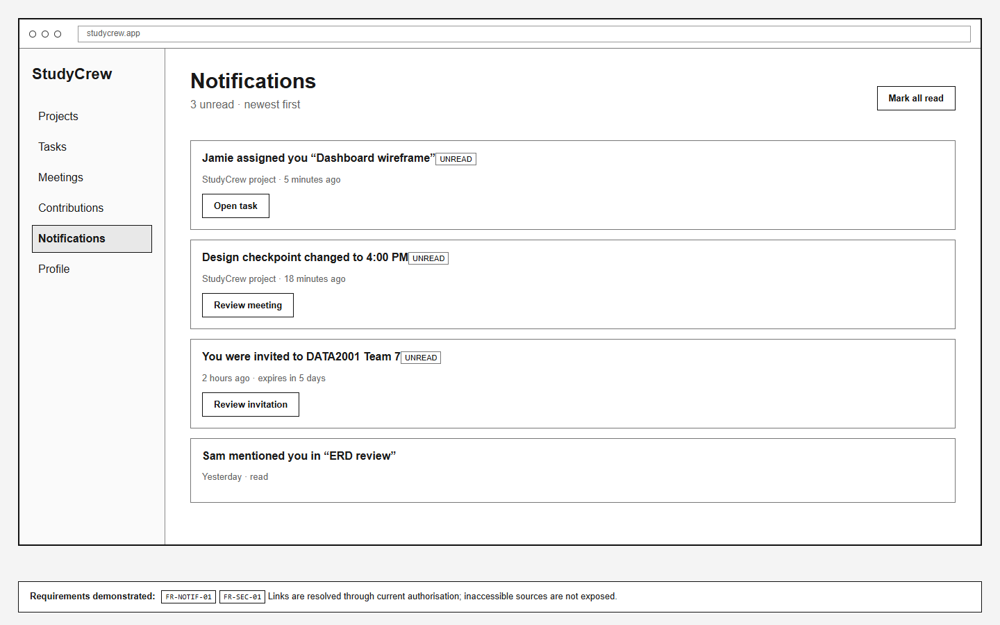 studycrew.app
StudyCrew
Projects
Tasks
Meetings
Contributions
Notifications
Profile
Notifications
3 unread · newest first
Mark all read
Jamie assigned you “Dashboard wireframe” UNREAD
StudyCrew project · 5 minutes ago
Open task
Design checkpoint changed to 4:00 PM UNREAD
StudyCrew project · 18 minutes ago
Review meeting
You were invited to DATA2001 Team 7 UNREAD
2 hours ago · expires in 5 days
Review invitation
Sam mentioned you in “ERD review”
Yesterday · read
Requirements demonstrated: FR-NOTIF-01 FR-SEC-01 Links are resolved through current authorisation; inaccessible sources are not exposed.